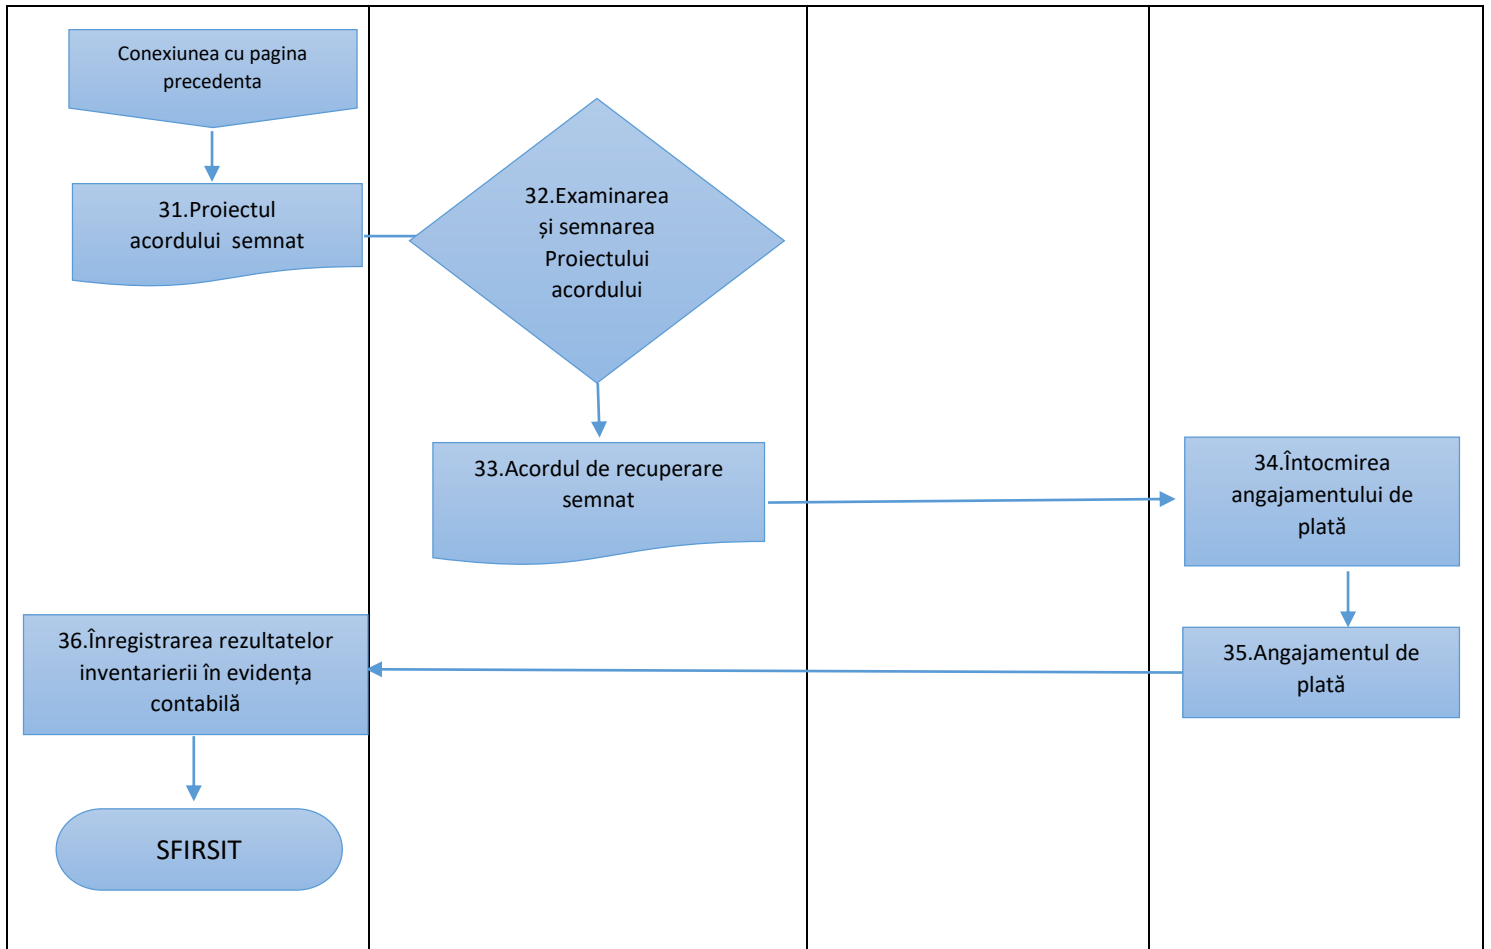 Conexiunea cu pagina
precedenta
31.Proiectul
acordului semnat
32.Examinarea
și semnarea
Proiectului
acordului
33.Acordul de recuperare
semnat
34.Întocmirea
angajamentului de
plată
35.Angajamentul de
plată
36.Înregistrarea rezultatelor
inventarierii în evidența
contabilă
SFIRSIT